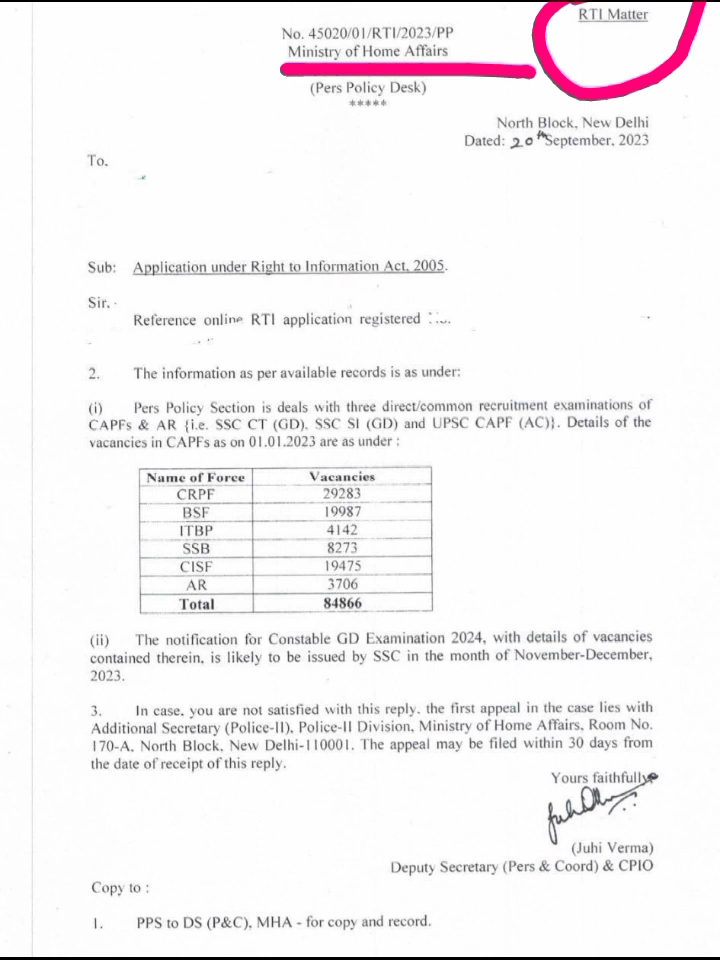 RTI Matter
No. 45020/01/RTI/2023/PP
Ministry of Home Affairs
(Pers Policy Desk)
*****
North Block, New Delhi
Dated: 20th September, 2023
To,
Sub: Application under Right to Information Act, 2005.
Sir,
Reference online RTI application registered
2. The information as per available records is as under:
(i) Pers Policy Section is deals with three direct/common recruitment examinations of
CAPFs & AR {i.e. SSC CT (GD), SSC SI (GD) and UPSC CAPF (AC)}. Details of the
vacancies in CAPFs as on 01.01.2023 are as under :
Name of Force Vacancies
CRPF 29283
BSF 19987
ITBP 4142
SSB 8273
CISF 19475
AR 3706
Total 84866
(ii) The notification for Constable GD Examination 2024, with details of vacancies
contained therein, is likely to be issued by SSC in the month of November-December,
2023.
3. In case, you are not satisfied with this reply, the first appeal in the case lies with
Additional Secretary (Police-II), Police-II Division, Ministry of Home Affairs, Room No.
170-A, North Block, New Delhi-110001. The appeal may be filed within 30 days from
the date of receipt of this reply.
Yours faithfully
(Juhi Verma)
Deputy Secretary (Pers & Coord) & CPIO
Copy to :
1. PPS to DS (P&C), MHA - for copy and record.